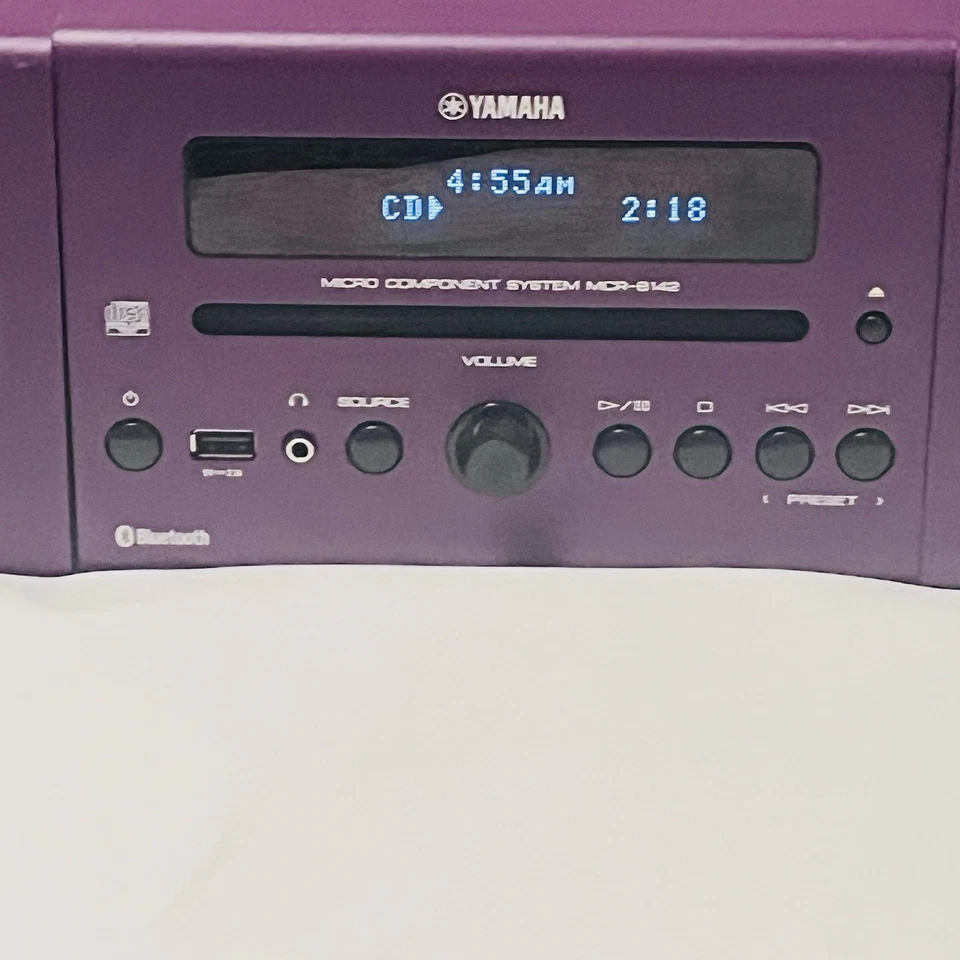 YAMAHA
4:55AM
CD 2:18
MICRO COMPONENT SYSTEM MCR-B142
VOLUME
SOURCE
PRESET
Bluetooth